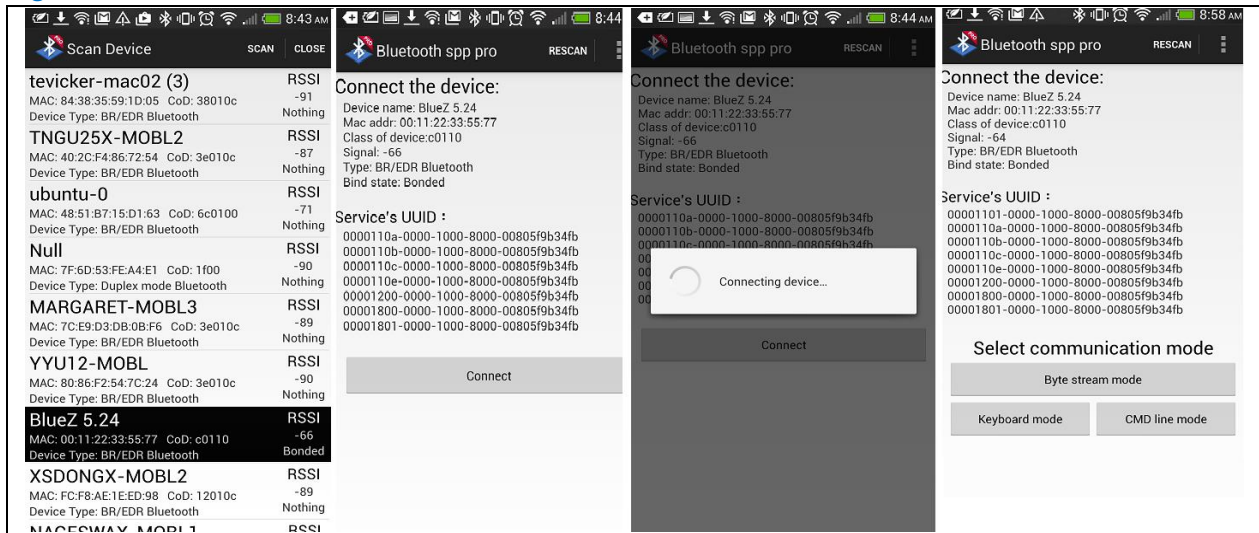 8:43 AM
Scan Device SCAN CLOSE
tevicker-mac02 (3) RSSI
MAC: 84:38:35:59:1D:05 CoD: 38010c -91
Device Type: BR/EDR Bluetooth Nothing
TNGU25X-MOBL2 RSSI
MAC: 40:2C:F4:86:72:54 CoD: 3e010c -87
Device Type: BR/EDR Bluetooth Nothing
ubuntu-0 RSSI
MAC: 48:51:B7:15:D1:63 CoD: 6c0100 -71
Device Type: BR/EDR Bluetooth Nothing
Null RSSI
MAC: 7F:6D:53:FE:A4:E1 CoD: 1f00 -90
Device Type: Duplex mode Bluetooth Nothing
MARGARET-MOBL3 RSSI
MAC: 7C:E9:D3:DB:0B:F6 CoD: 3e010c -89
Device Type: BR/EDR Bluetooth Nothing
YYU12-MOBL RSSI
MAC: 80:86:F2:54:7C:24 CoD: 3e010c -90
Device Type: BR/EDR Bluetooth Nothing
BlueZ 5.24 RSSI
MAC: 00:11:22:33:55:77 CoD: c0110 -66
Device Type: BR/EDR Bluetooth Bonded
XSDONGX-MOBL2 RSSI
MAC: FC:F8:AE:1E:ED:98 CoD: 12010c -89
Device Type: BR/EDR Bluetooth Nothing
NAGESWAX-MOBL1 RSSI
8:44
Bluetooth spp pro RESCAN
Connect the device:
Device name: BlueZ 5.24
Mac addr: 00:11:22:33:55:77
Class of device:c0110
Signal: -66
Type: BR/EDR Bluetooth
Bind state: Bonded
Service's UUID :
0000110a-0000-1000-8000-00805f9b34fb
0000110b-0000-1000-8000-00805f9b34fb
0000110c-0000-1000-8000-00805f9b34fb
0000110e-0000-1000-8000-00805f9b34fb
00001200-0000-1000-8000-00805f9b34fb
00001800-0000-1000-8000-00805f9b34fb
00001801-0000-1000-8000-00805f9b34fb
Connect
8:44 AM
Bluetooth spp pro RESCAN
Connect the device:
Device name: BlueZ 5.24
Mac addr: 00:11:22:33:55:77
Class of device:c0110
Signal: -66
Type: BR/EDR Bluetooth
Bind state: Bonded
Service's UUID :
0000110a-0000-1000-8000-00805f9b34fb
0000110b-0000-1000-8000-00805f9b34fb
0000110c-0000-1000-8000-00805f9b34fb
Connecting device...
Connect
8:58 AM
Bluetooth spp pro RESCAN
Connect the device:
Device name: BlueZ 5.24
Mac addr: 00:11:22:33:55:77
Class of device:c0110
Signal: -64
Type: BR/EDR Bluetooth
Bind state: Bonded
Service's UUID :
00001101-0000-1000-8000-00805f9b34fb
0000110a-0000-1000-8000-00805f9b34fb
0000110b-0000-1000-8000-00805f9b34fb
0000110c-0000-1000-8000-00805f9b34fb
0000110e-0000-1000-8000-00805f9b34fb
00001200-0000-1000-8000-00805f9b34fb
00001800-0000-1000-8000-00805f9b34fb
00001801-0000-1000-8000-00805f9b34fb
Select communication mode
Byte stream mode
Keyboard mode CMD line mode